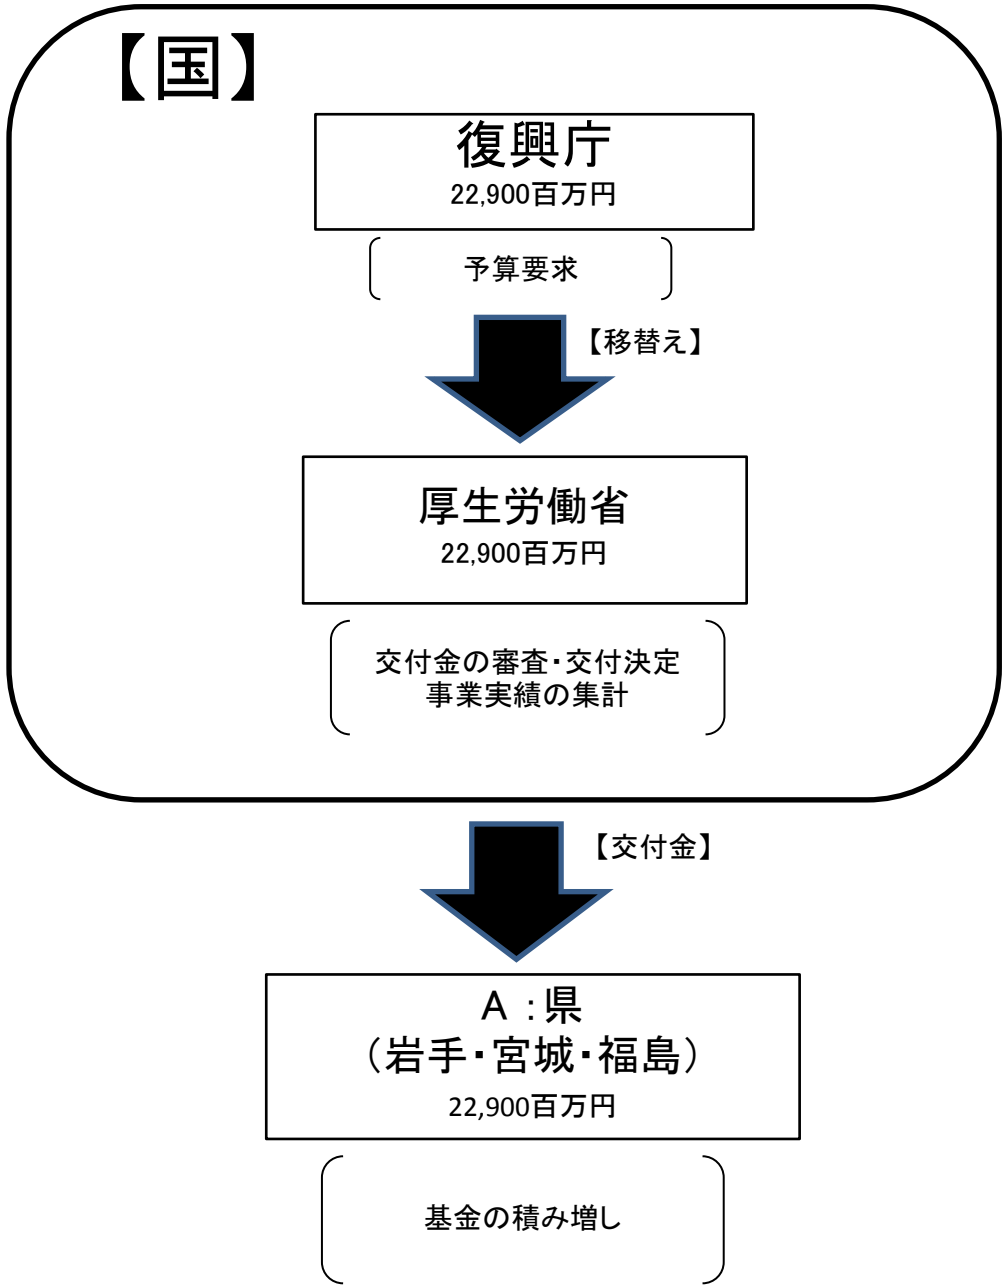 【国】
復興庁
22,900百万円
予算要求
【移替え】
厚生労働省
22,900百万円
交付金の審査・交付決定
事業実績の集計
【交付金】
A：県
（岩手・宮城・福島）
22,900百万円
基金の積み増し